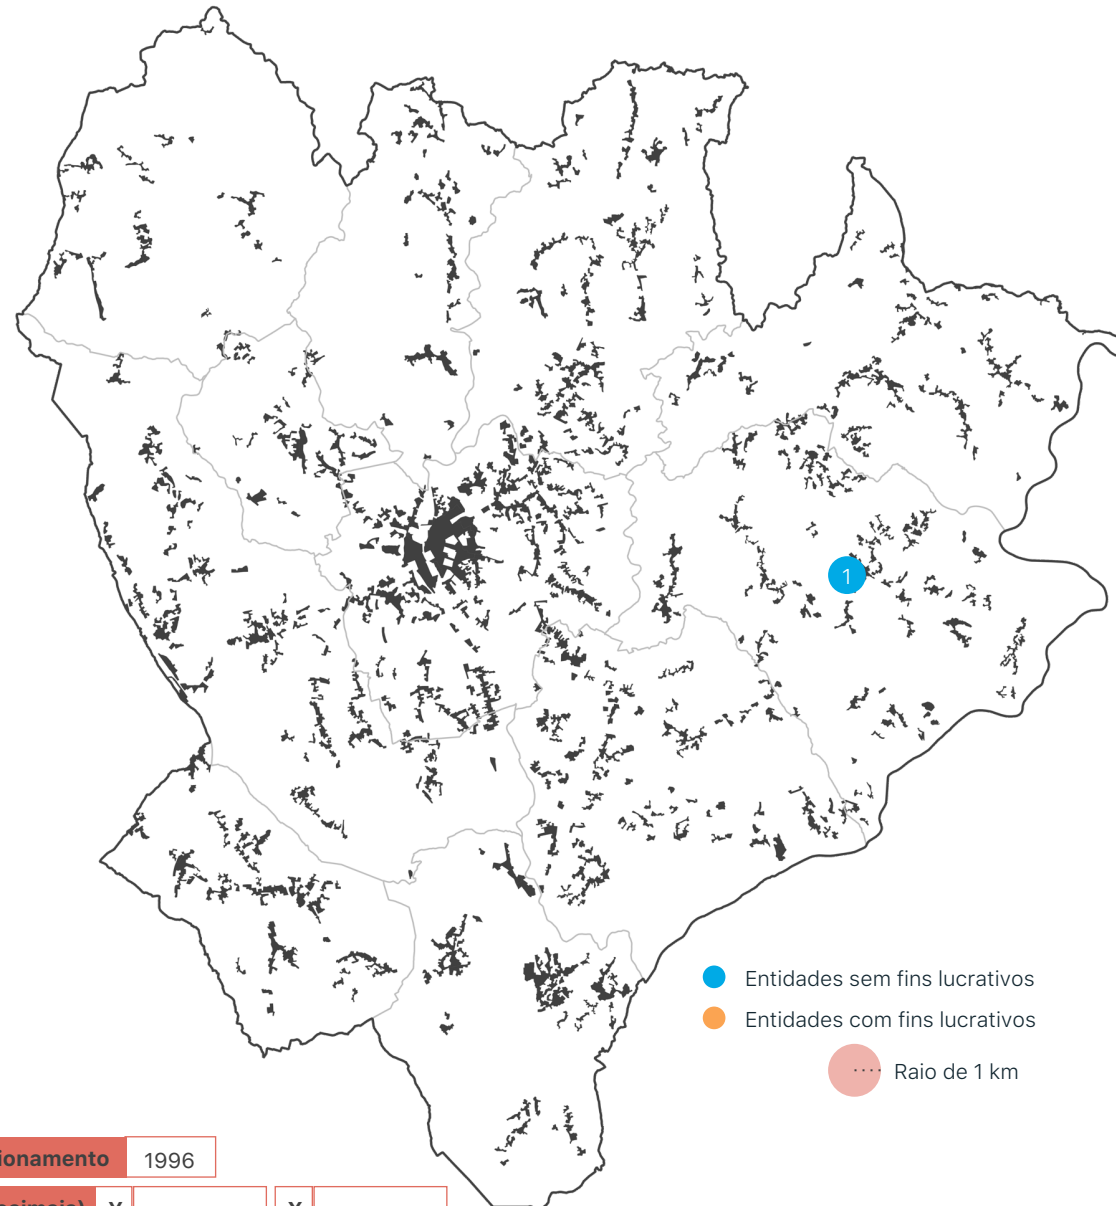 1
Entidades sem fins lucrativos
Entidades com fins lucrativos
Raio de 1 km
ionamento 1996